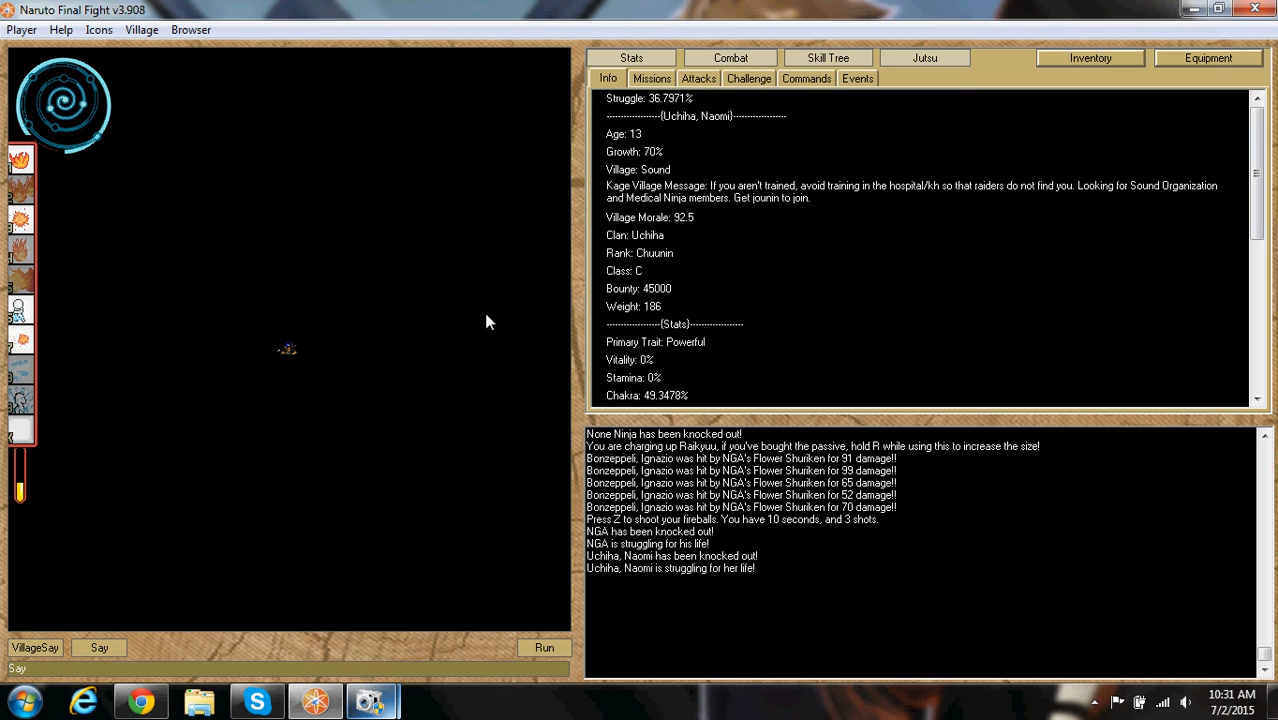 Naruto Final Fight v3.908
Player Help Icons Village Browser
Stats Combat Skill Tree Jutsu Inventory Equipment
Info Missions Attacks Challenge Commands Events
Struggle: 36.7971%
-------------------{Uchiha, Naomi}-------------------
Age: 13
Growth: 70%
Village: Sound
Kage Village Message: If you aren't trained, avoid training in the hospital/kh so that raiders do not find you. Looking for Sound Organization
and Medical Ninja members. Get jounin to join.
Village Morale: 92.5
Clan: Uchiha
Rank: Chuunin
Class: C
Bounty: 45000
Weight: 186
-------------------{Stats}-------------------
Primary Trait: Powerful
Vitality: 0%
Stamina: 0%
Chakra: 49.3478%
None Ninja has been knocked out!
You are charging up Raikyuu, if you've bought the passive, hold R while using this to increase the size!
Bonzeppeli, Ignazio was hit by NGA's Flower Shuriken for 91 damage!!
Bonzeppeli, Ignazio was hit by NGA's Flower Shuriken for 99 damage!!
Bonzeppeli, Ignazio was hit by NGA's Flower Shuriken for 65 damage!!
Bonzeppeli, Ignazio was hit by NGA's Flower Shuriken for 52 damage!!
Bonzeppeli, Ignazio was hit by NGA's Flower Shuriken for 70 damage!!
Press Z to shoot your fireballs. You have 10 seconds, and 3 shots.
NGA has been knocked out!
NGA is struggling for his life!
Uchiha, Naomi has been knocked out!
Uchiha, Naomi is struggling for her life!
VillageSay Say Run
Say
10:31 AM
7/2/2015